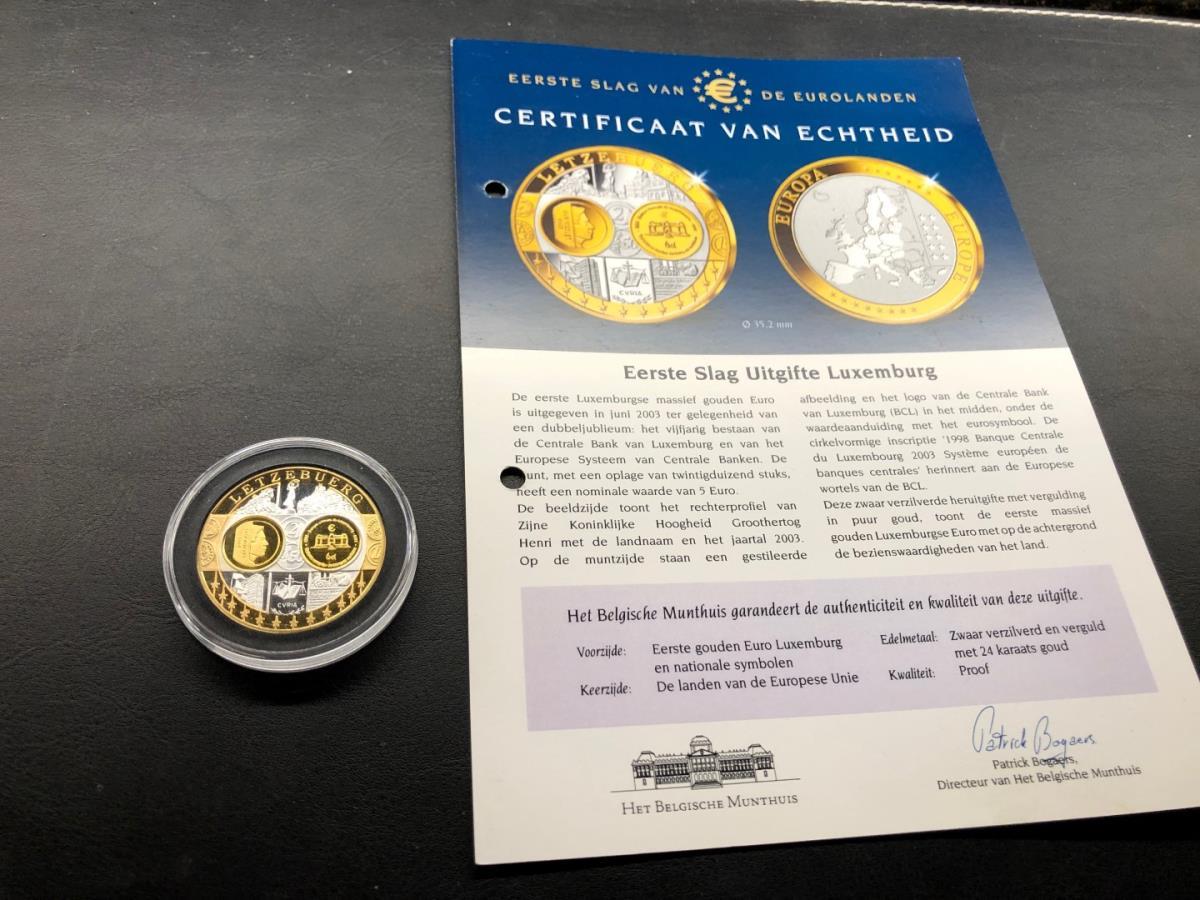 EERSTE SLAG VAN € DE EUROLANDEN
CERTIFICAAT VAN ECHTHEID
LETZEBUERG
CVRIA
EUROPA
EUROPE
Ø 35.2 mm
Eerste Slag Uitgifte Luxemburg
De eerste Luxemburgse massief gouden Euro
is uitgegeven in juni 2003 ter gelegenheid van
een dubbeljublieum: het vijfjarig bestaan van
de Centrale Bank van Luxemburg en van het
Europese Systeem van Centrale Banken. De
unt, met een oplage van twintigduizend stuks,
heeft een nominale waarde van 5 Euro.
De beeldzijde toont het rechterprofiel van
Zijne Koninklijke Hoogheid Groothertog
Henri met de landnaam en het jaartal 2003.
Op de muntzijde staan een gestileerde
afbeelding en het logo van de Centrale Bank
van Luxemburg (BCL) in het midden, onder de
waardeaanduiding met het eurosymbool. De
cirkelvormige inscriptie '1998 Banque Centrale
du Luxembourg 2003 Système européen de
banques centrales' herinnert aan de Europese
wortels van de BCL.
Deze zwaar verzilverde heruitgifte met vergulding
in puur goud, toont de eerste massief
gouden Luxemburgse Euro met op de achtergrond
de bezienswaardigheden van het land.
Het Belgische Munthuis garandeert de authenticiteit en kwaliteit van deze uitgifte.
Voorzijde: Eerste gouden Euro Luxemburg
en nationale symbolen
Keerzijde: De landen van de Europese Unie
Edelmetaal: Zwaar verzilverd en verguld
met 24 karaats goud
Kwaliteit: Proof
HET BELGISCHE MUNTHUIS
Patrick Bogaers
Patrick Bogaers,
Directeur van Het Belgische Munthuis
LETZEBUERG
€
bcl
CVRIA